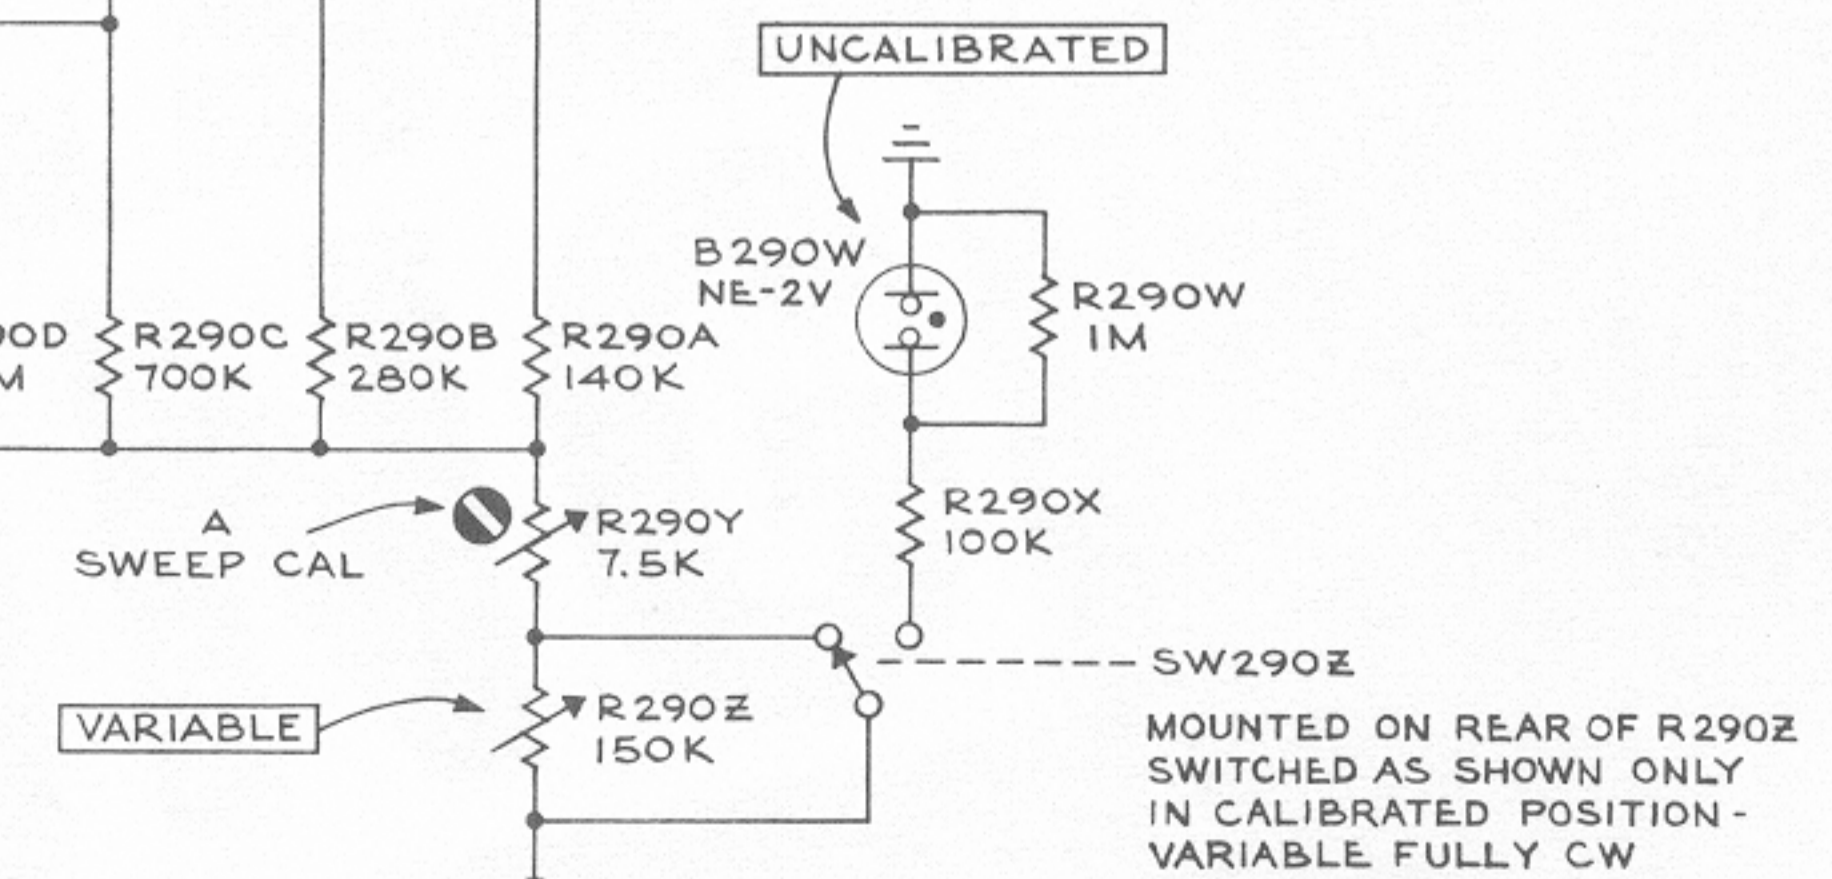 UNCALIBRATED
B290W
NE-2V
R290W
1M
90D
M
R290C
700K
R290B
280K
R290A
140K
A
SWEEP CAL
R290Y
7.5K
R290X
100K
SW290Z
VARIABLE
R290Z
150K
MOUNTED ON REAR OF R290Z
SWITCHED AS SHOWN ONLY
IN CALIBRATED POSITION-
VARIABLE FULLY CW